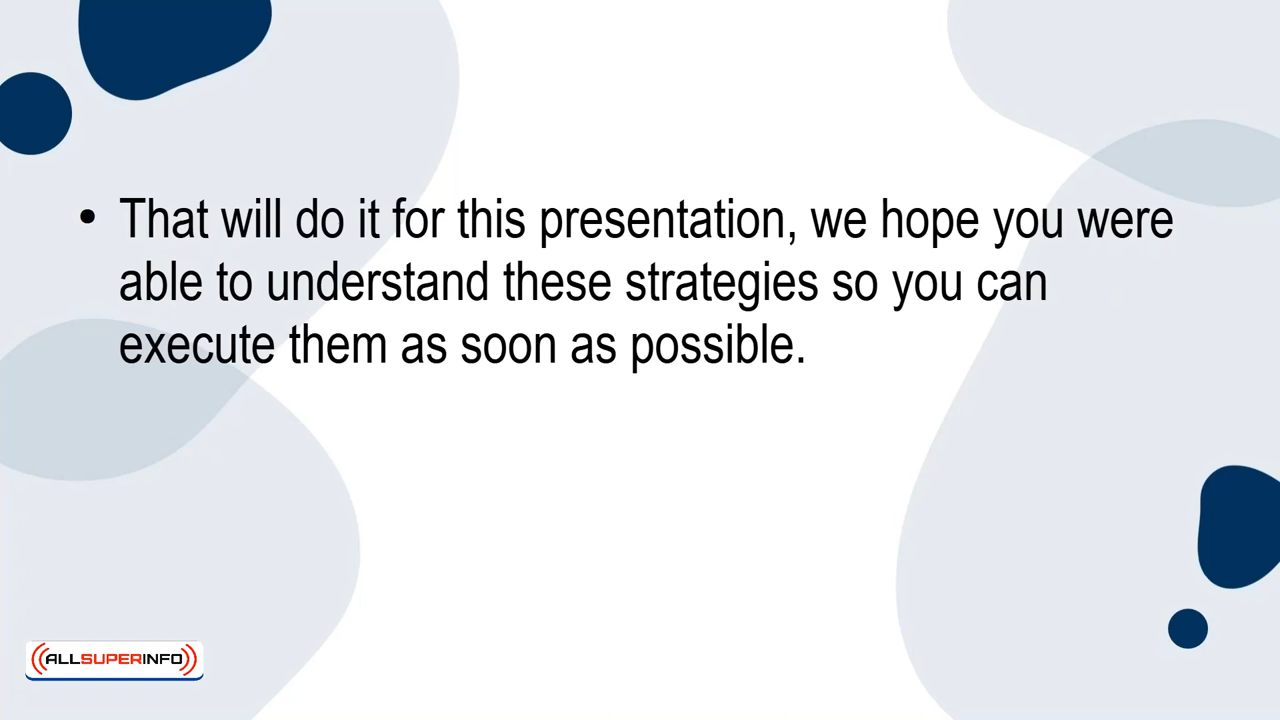 • That will do it for this presentation, we hope you were
able to understand these strategies so you can
execute them as soon as possible.
ALLSUPERINFO